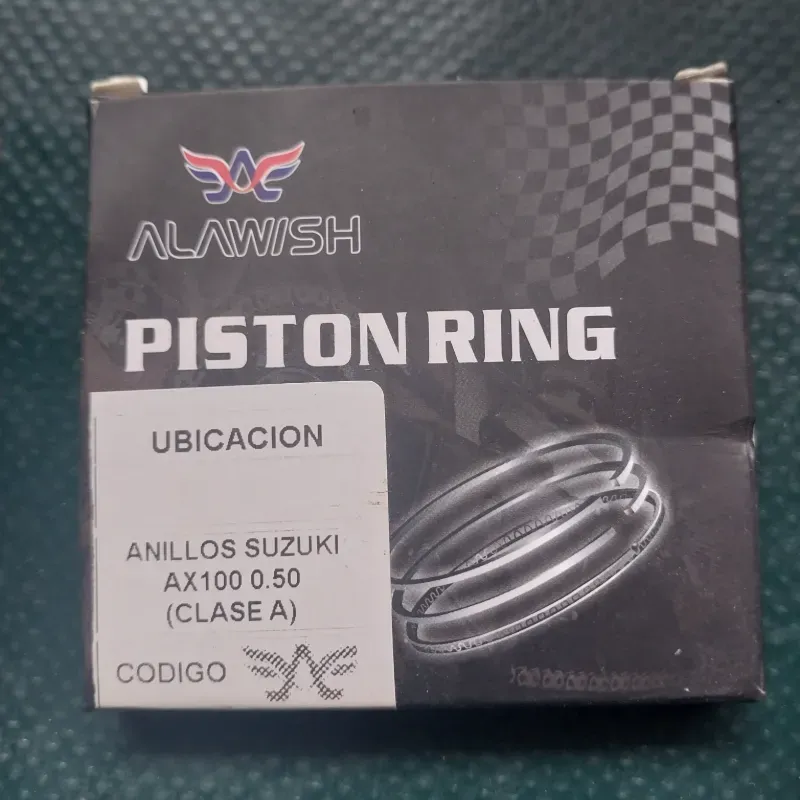 ALAWISH
PISTON RING
UBICACION
ANILLOS SUZUKI
AX100 0.50
(CLASE A)
CODIGO